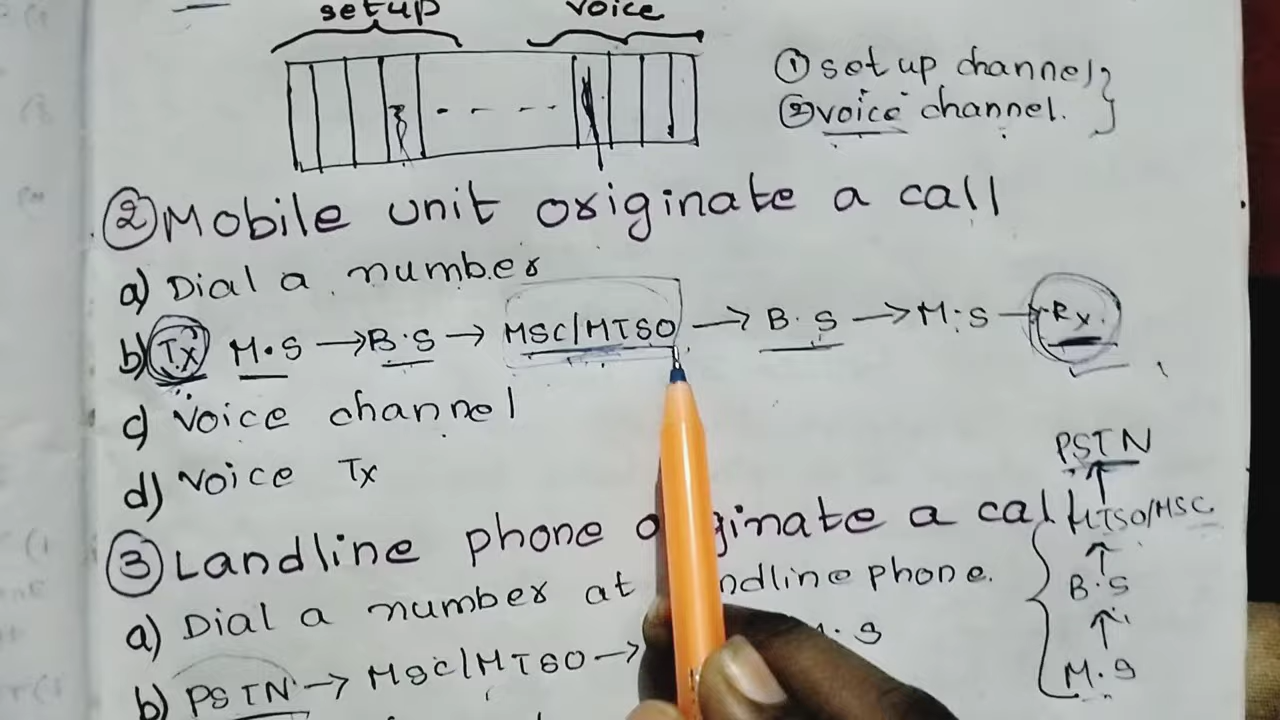 setup voice
① set up channel
② voice channel.
② Mobile unit originate a call
a) Dial a number
b) Tx M.S → B.S → MSC/MTSO → B.S → M.S → Rx
c) Voice channel
d) Voice Tx
PSTN
③ Landline phone originate a call
MTSO/MSC
a) Dial a number at phone.
B.S
b) PSTN → MSC/MTSO →
M.S